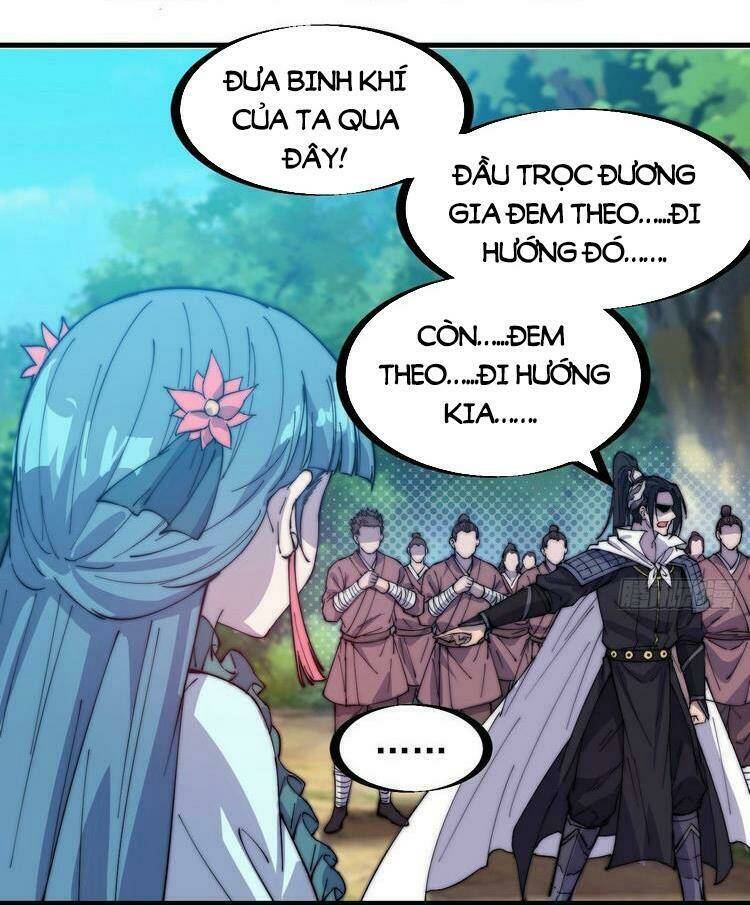 ĐƯA BINH KHÍ
CỦA TA QUA
ĐÂY!
ĐẦU TRỌC ĐƯƠNG
GIA ĐEM THEO......ĐI
HƯỚNG ĐÓ.......
CÒN......ĐEM
THEO......ĐI HƯỚNG
KIA.......
......